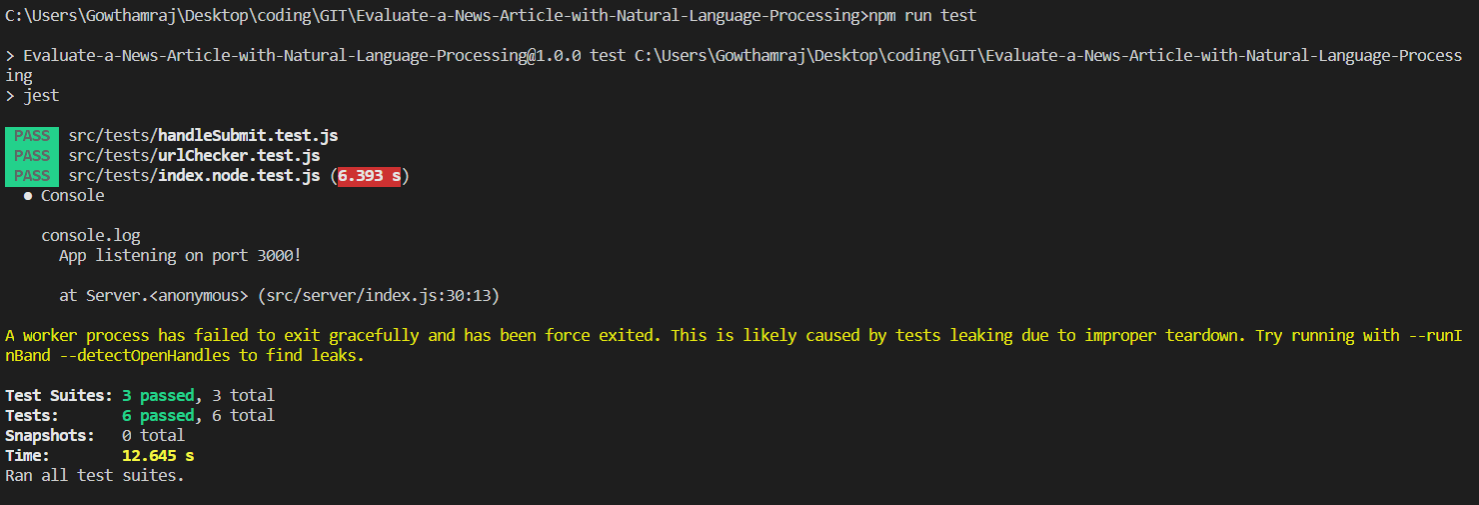 C:\Users\Gowthamraj\Desktop\coding\GIT\Evaluate-a-News-Article-with-Natural-Language-Processing>npm run test
> Evaluate-a-News-Article-with-Natural-Language-Processing@1.0.0 test C:\Users\Gowthamraj\Desktop\coding\GIT\Evaluate-a-News-Article-with-Natural-Language-Process
ing
> jest
PASS src/tests/handleSubmit.test.js
PASS src/tests/urlChecker.test.js
PASS src/tests/index.node.test.js (6.393 s)
● Console
console.log
App listening on port 3000!
at Server.<anonymous> (src/server/index.js:30:13)
A worker process has failed to exit gracefully and has been force exited. This is likely caused by tests leaking due to improper teardown. Try running with --runI
nBand --detectOpenHandles to find leaks.
Test Suites: 3 passed, 3 total
Tests: 6 passed, 6 total
Snapshots: 0 total
Time: 12.645 s
Ran all test suites.